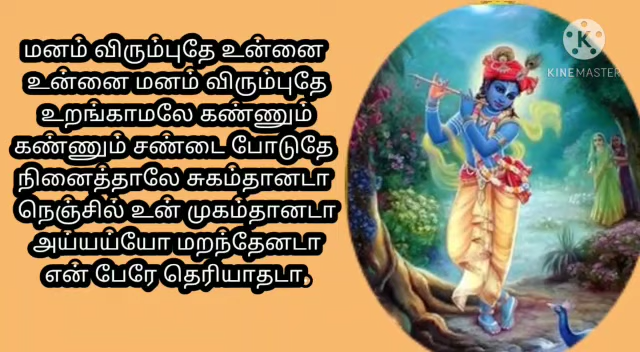 மனம் விரும்புதே உன்னை
உன்னை மனம் விரும்புதே
உறங்காமலே கண்ணும்
கண்ணும் சண்டை போடுதே
நினைத்தாலே சுகம்தானடா
நெஞ்சில் உன் முகம்தானடா
அய்யய்யோ மறந்தேனடா
என் பேரே தெரியாதடா.
K
KINEMASTER